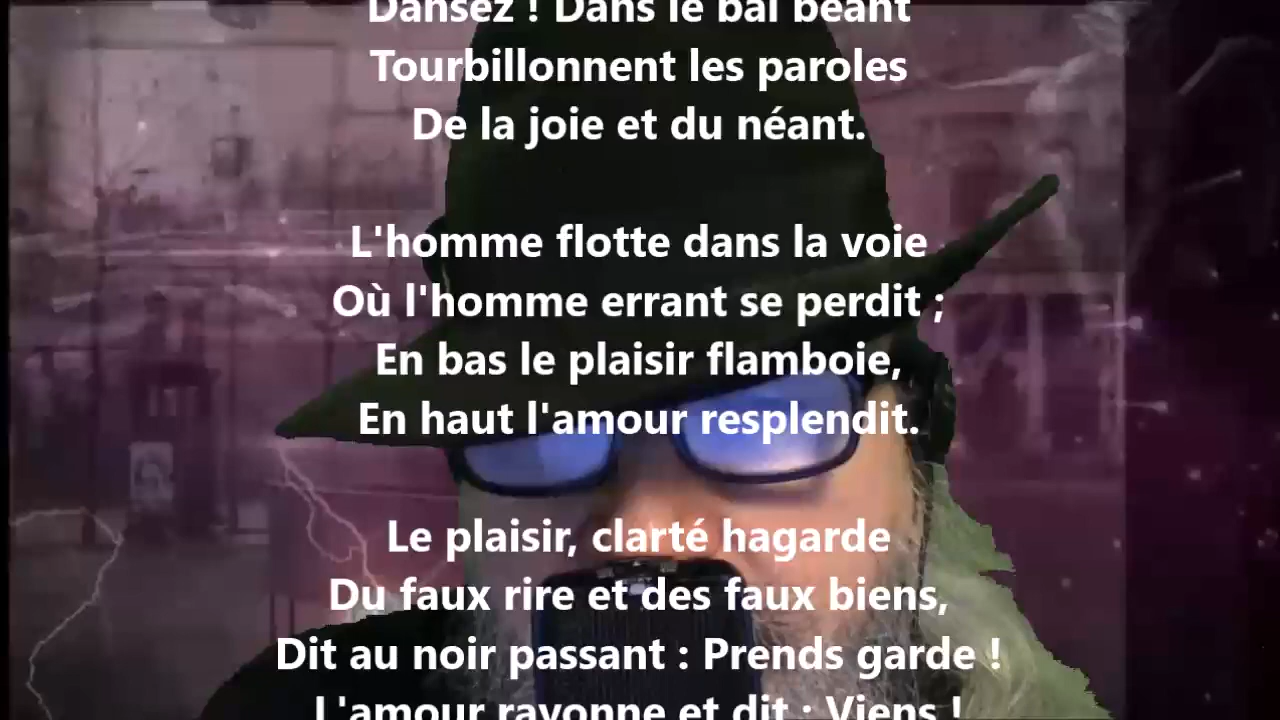 Dansez ! Dans le bal béant
Tourbillonnent les paroles
De la joie et du néant.
L'homme flotte dans la voie
Où l'homme errant se perdit ;
En bas le plaisir flamboie,
En haut l'amour resplendit.
Le plaisir, clarté hagarde
Du faux rire et des faux biens,
Dit au noir passant : Prends garde !
L'amour rayonne et dit : Viens !